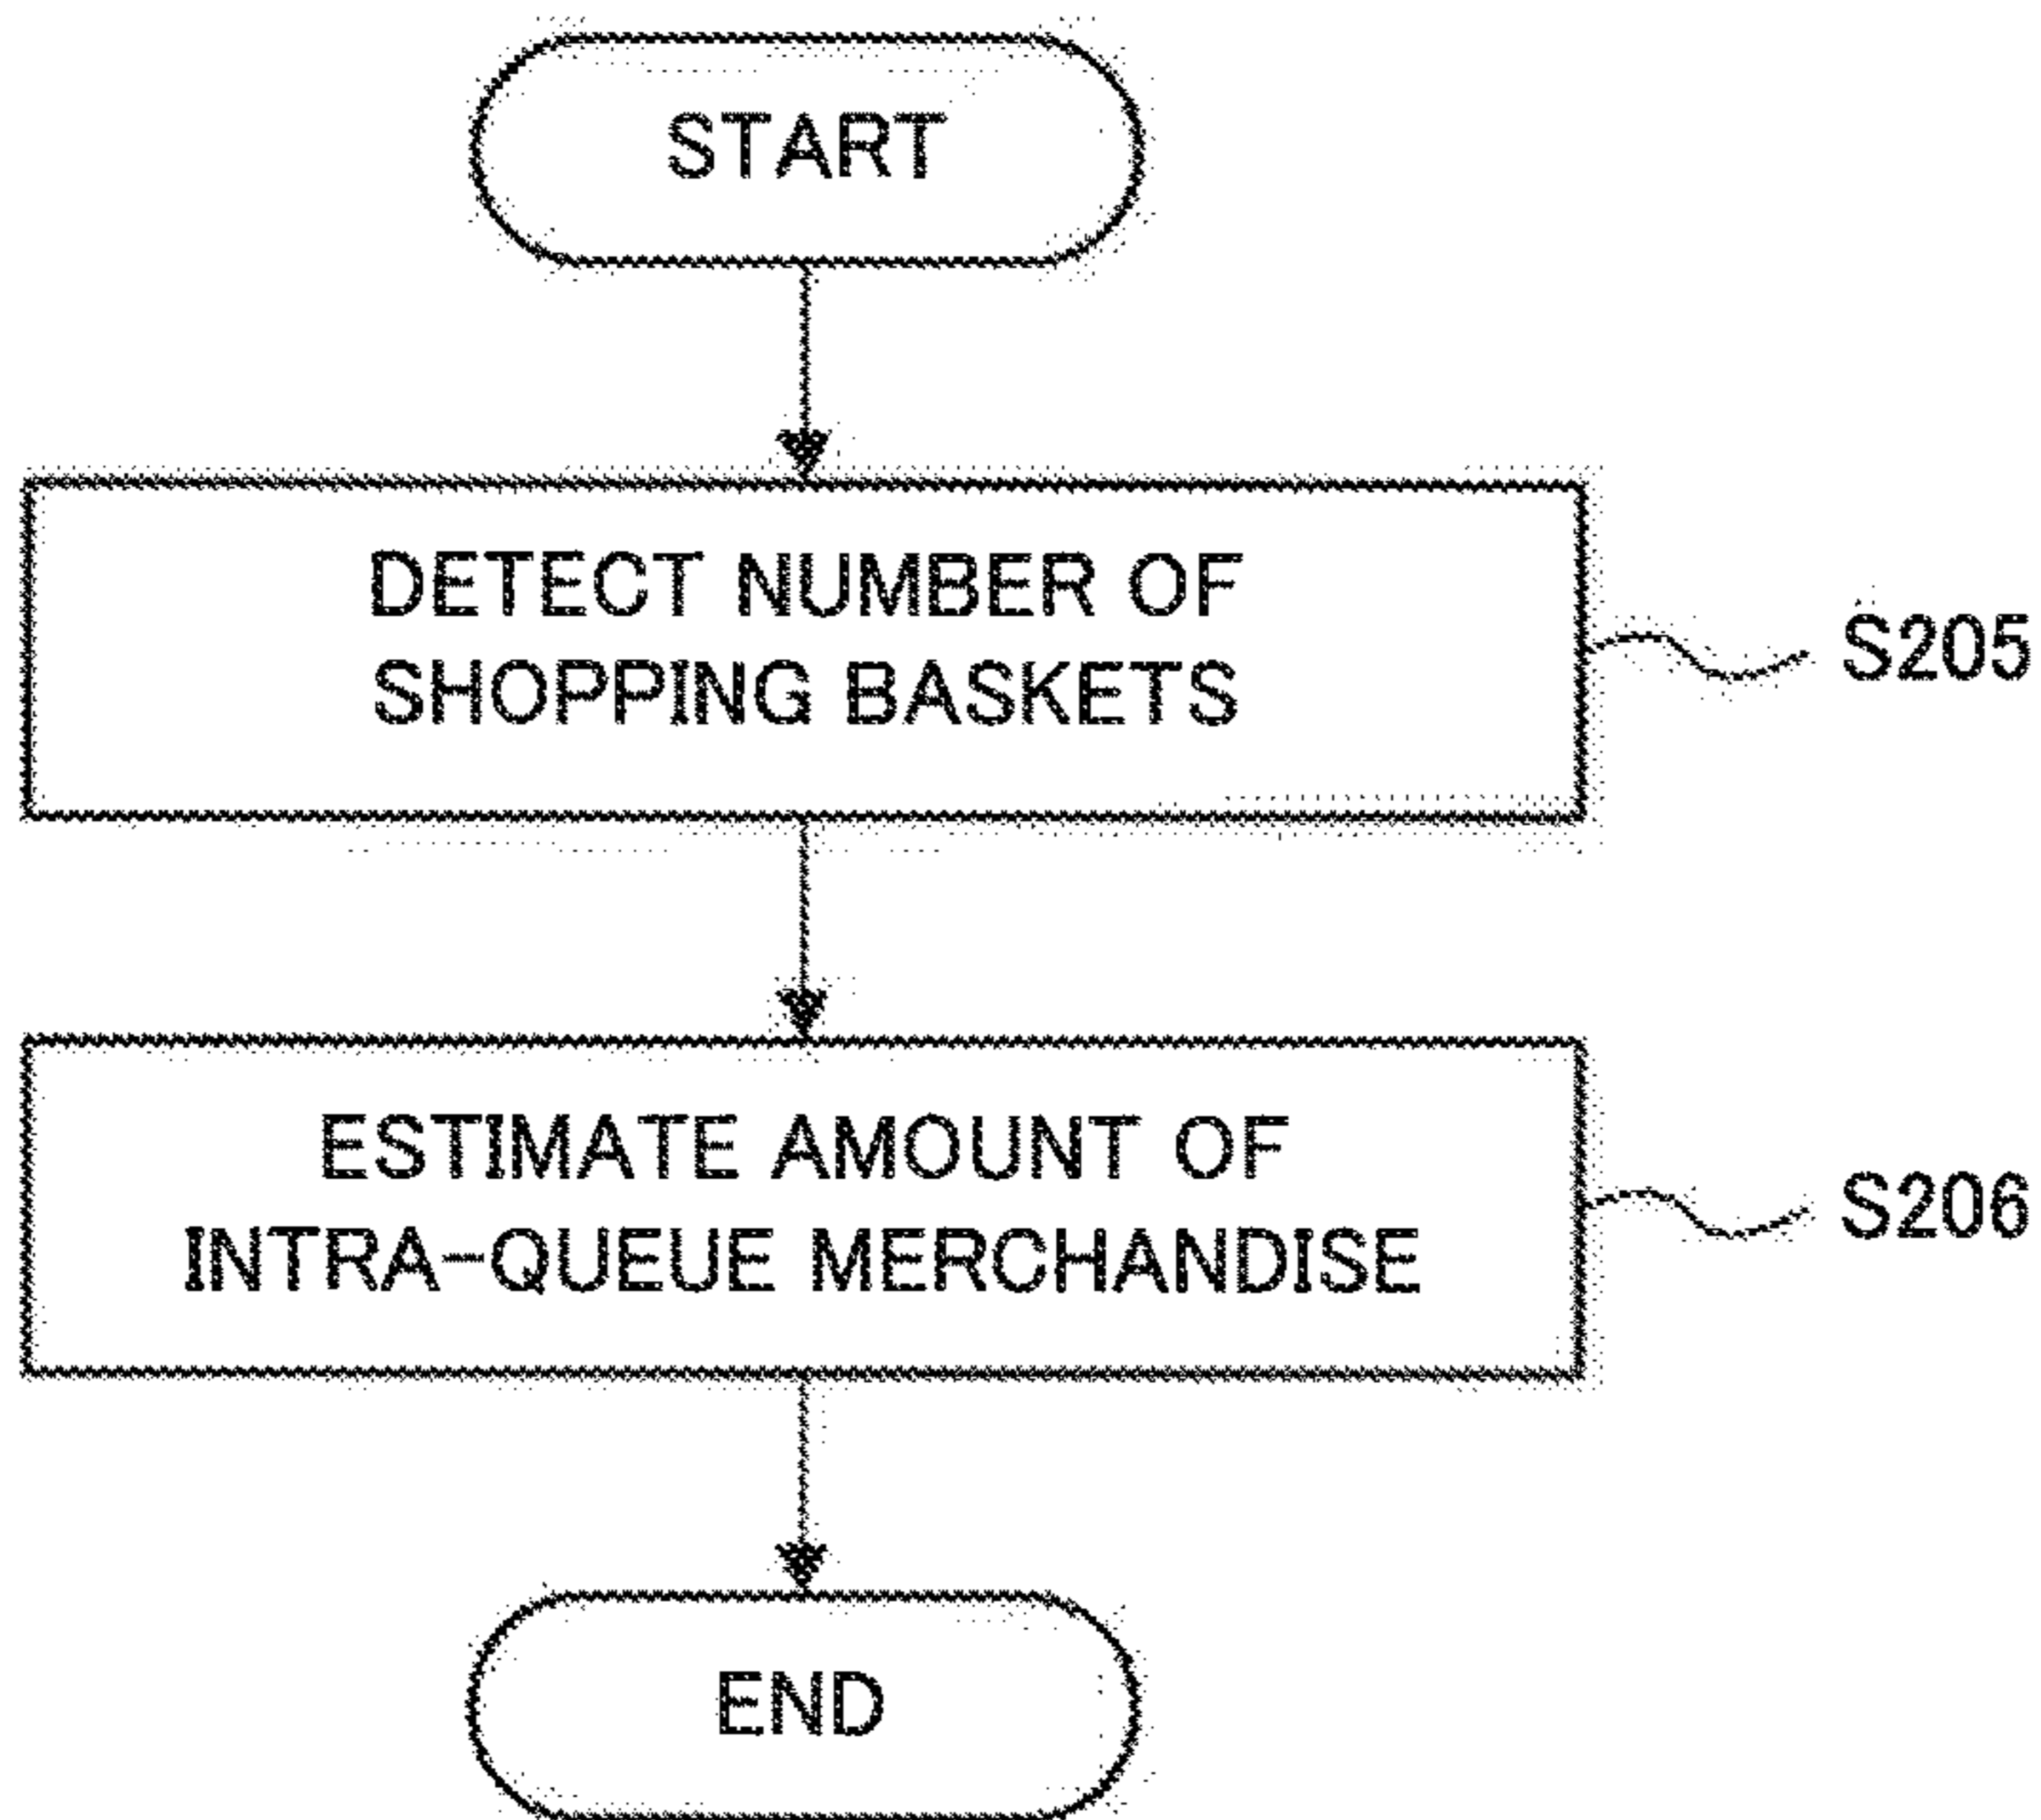 START
DETECT NUMBER OF
SHOPPING BASKETS
S205
ESTIMATE AMOUNT OF
INTRA-QUEUE MERCHANDISE
S206
END